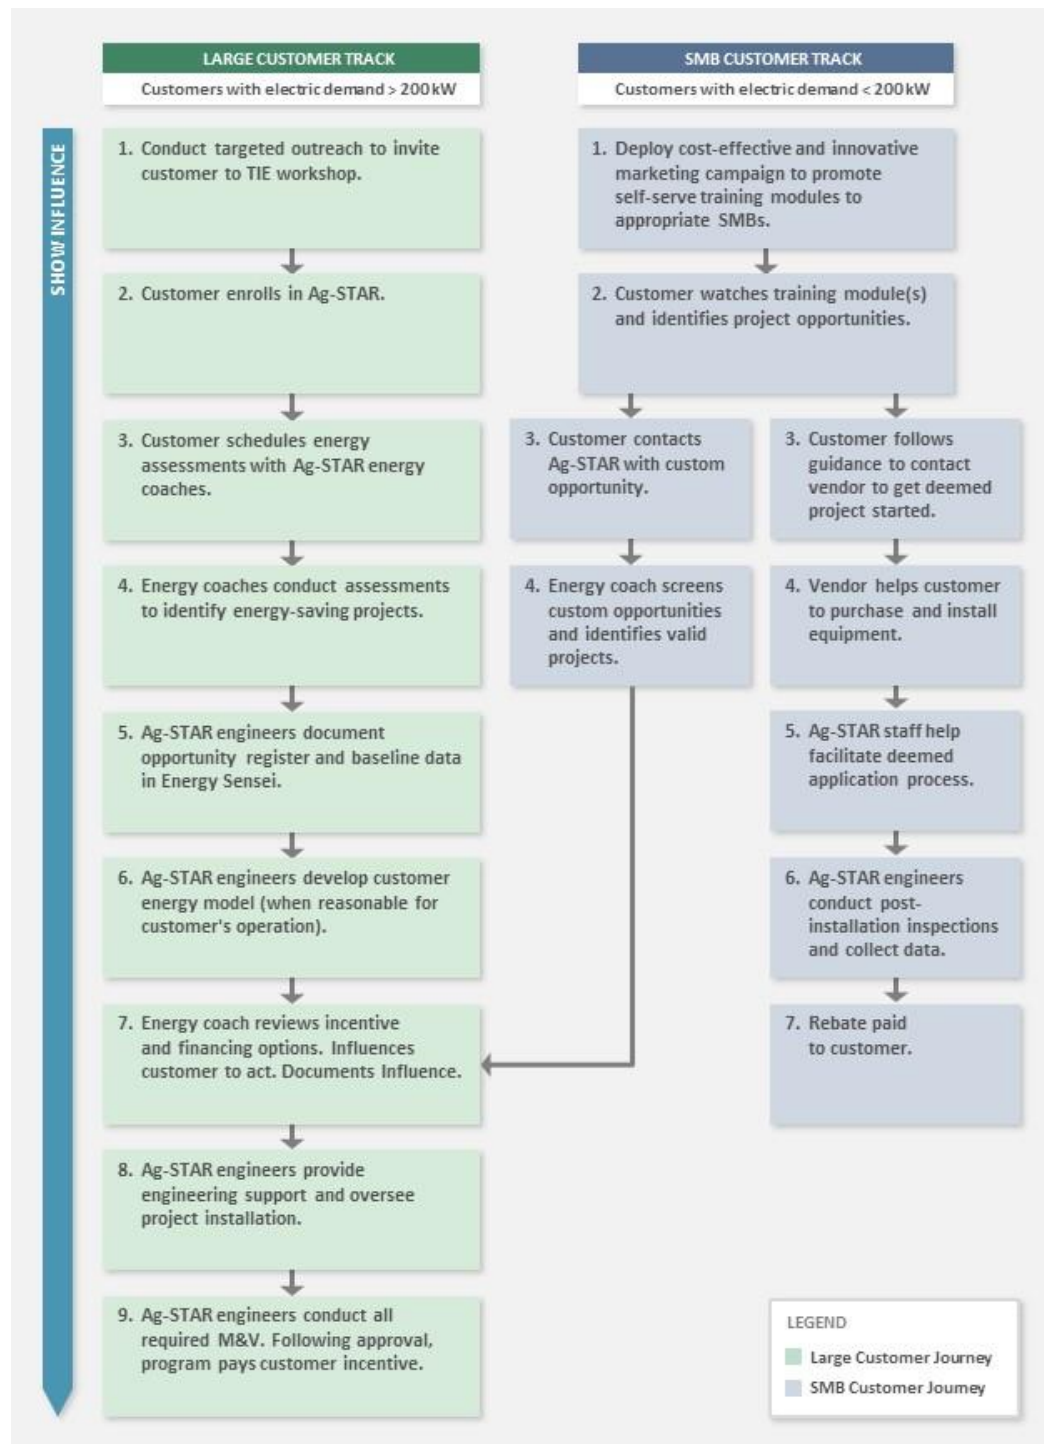 LARGE CUSTOMER TRACK
Customers with electric demand > 200 kW
SHOW INFLUENCE
1. Conduct targeted outreach to invite
customer to TIE workshop.
2. Customer enrolls in Ag-STAR.
3. Customer schedules energy
assessments with Ag-STAR energy
coaches.
4. Energy coaches conduct assessments
to identify energy-saving projects.
5. Ag-STAR engineers document
opportunity register and baseline data
in Energy Sensei.
6. Ag-STAR engineers develop customer
energy model (when reasonable for
customer's operation).
7. Energy coach reviews incentive
and financing options. Influences
customer to act. Documents Influence.
8. Ag-STAR engineers provide
engineering support and oversee
project installation.
9. Ag-STAR engineers conduct all
required M&V. Following approval,
program pays customer incentive.
SMB CUSTOMER TRACK
Customers with electric demand < 200 kW
1. Deploy cost-effective and innovative
marketing campaign to promote
self-serve training modules to
appropriate SMBs.
2. Customer watches training module(s)
and identifies project opportunities.
3. Customer contacts
Ag-STAR with custom
opportunity.
4. Energy coach screens
custom opportunities
and identifies valid
projects.
3. Customer follows
guidance to contact
vendor to get deemed
project started.
4. Vendor helps customer
to purchase and install
equipment.
5. Ag-STAR staff help
facilitate deemed
application process.
6. Ag-STAR engineers
conduct post-
installation inspections
and collect data.
7. Rebate paid
to customer.
LEGEND
Large Customer Journey
SMB Customer Journey